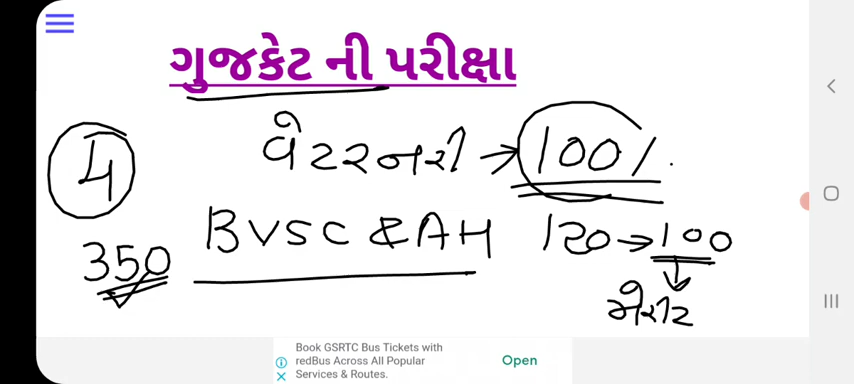 ગુજકેટ ની પરીક્ષા
વેટરનરી → 100%.
4
BVSC & AH 120 → 100
350
મેરીટ
Book GSRTC Bus Tickets with
redBus Across All Popular
Services & Routes.
Open